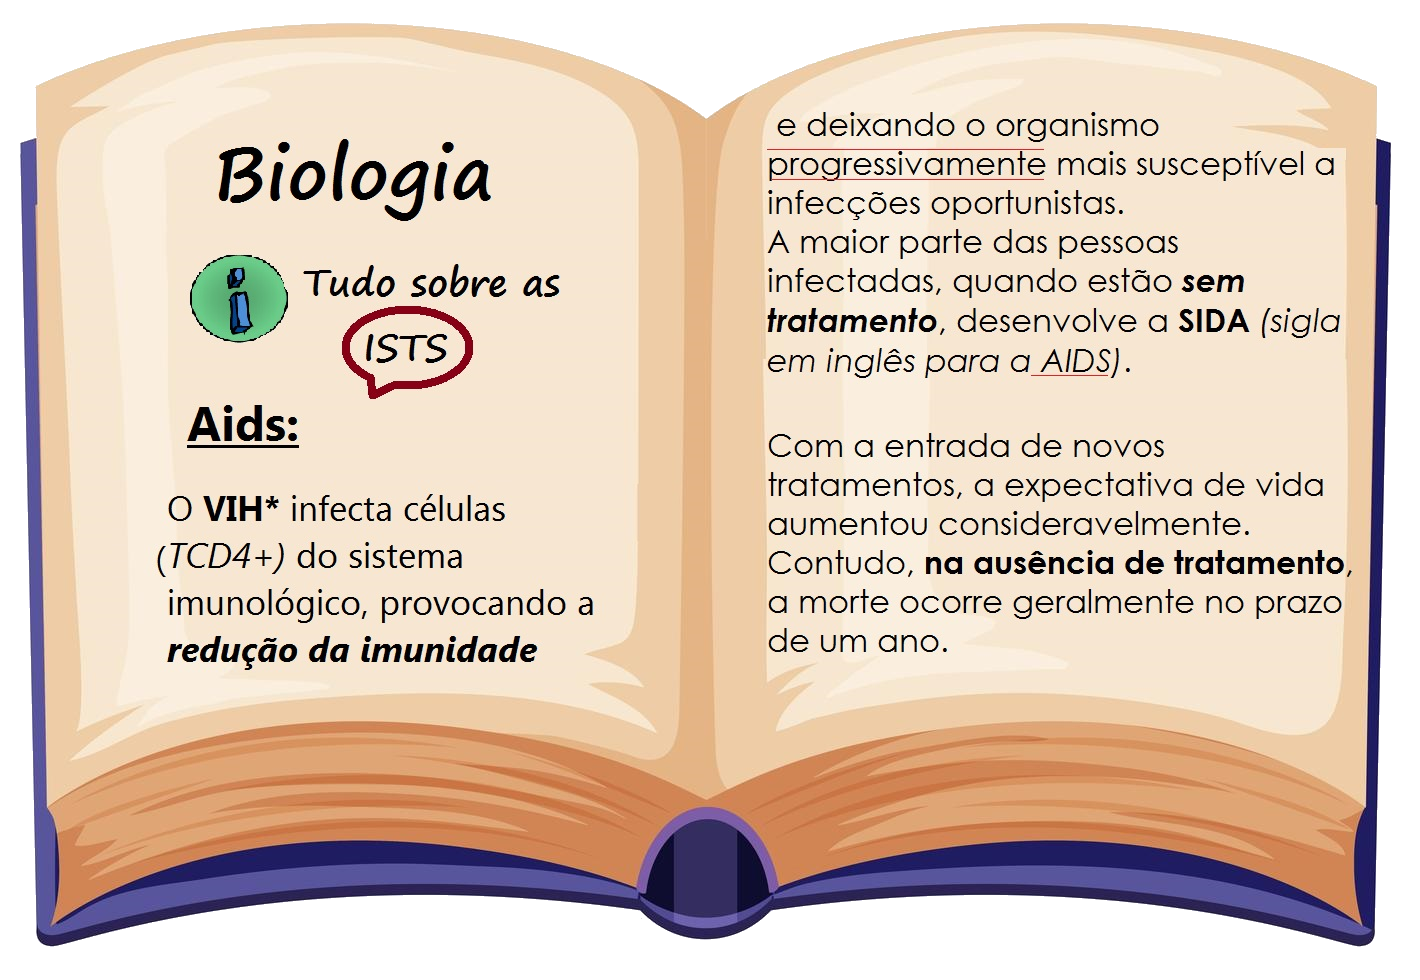 Biologia
i
Tudo sobre as
ISTS
Aids:
O VIH* infecta células
(TCD4+) do sistema
imunológico, provocando a
redução da imunidade
e deixando o organismo
progressivamente mais susceptível a
infecções oportunistas.
A maior parte das pessoas
infectadas, quando estão sem
tratamento, desenvolve a SIDA (sigla
em inglês para a AIDS).
Com a entrada de novos
tratamentos, a expectativa de vida
aumentou consideravelmente.
Contudo, na ausência de tratamento,
a morte ocorre geralmente no prazo
de um ano.